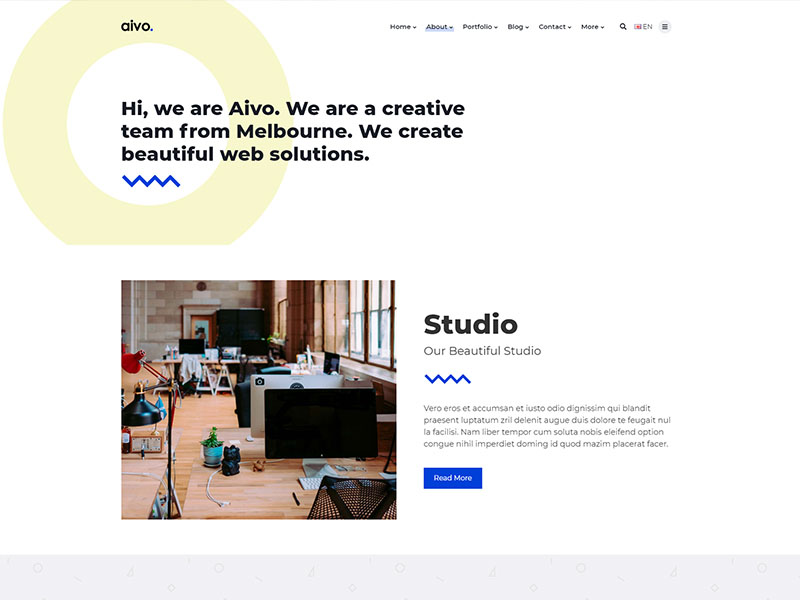 aivo.
Home About Portfolio Blog Contact More EN
Hi, we are Aivo. We are a creative
team from Melbourne. We create
beautiful web solutions.
Studio
Our Beautiful Studio
Vero eros et accumsan et iusto odio dignissim qui blandit
praesent luptatum zril delenit augue duis dolore te feugait nul
la facilisi. Nam liber tempor cum soluta nobis eleifend option
congue nihil imperdiet doming id quod mazim placerat facer.
Read More